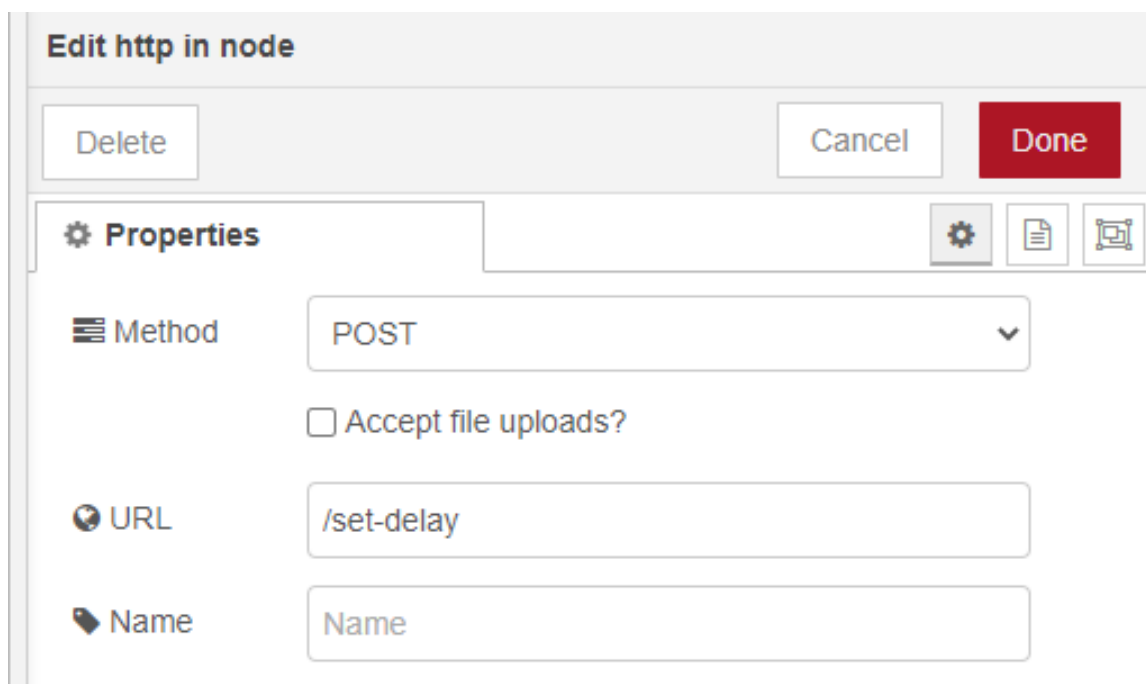 Edit http in node
Delete
Cancel
Done
Properties
Method
POST
Accept file uploads?
URL
/set-delay
Name
Name